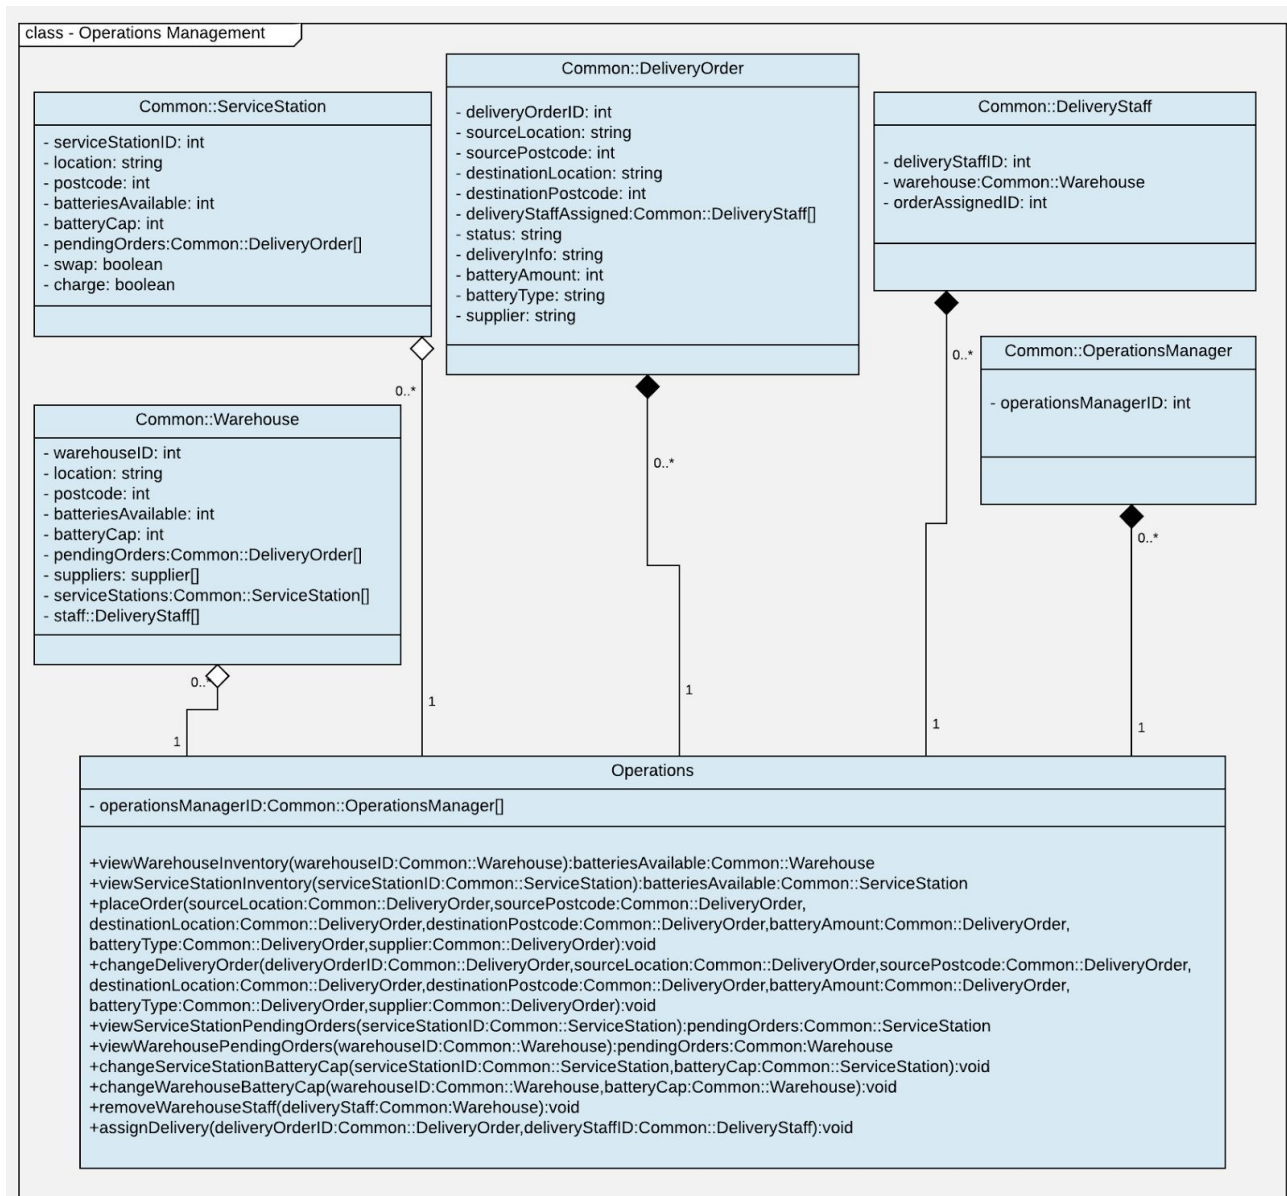 class - Operations Management
Common::ServiceStation
- serviceStationID: int
- location: string
- postcode: int
- batteriesAvailable: int
- batteryCap: int
- pendingOrders:Common::DeliveryOrder[]
- swap: boolean
- charge: boolean
Common::DeliveryOrder
- deliveryOrderID: int
- sourceLocation: string
- sourcePostcode: int
- destinationLocation: string
- destinationPostcode: int
- deliveryStaffAssigned:Common::DeliveryStaff[]
- status: string
- deliveryInfo: string
- batteryAmount: int
- batteryType: string
- supplier: string
Common::DeliveryStaff
- deliveryStaffID: int
- warehouse:Common::Warehouse
- orderAssignedID: int
Common::OperationsManager
- operationsManagerID: int
Common::Warehouse
- warehouseID: int
- location: string
- postcode: int
- batteriesAvailable: int
- batteryCap: int
- pendingOrders:Common::DeliveryOrder[]
- suppliers: supplier[]
- serviceStations:Common::ServiceStation[]
- staff::DeliveryStaff[]
0..*
0..*
0..*
0..*
0..*
1
1
1
1
1
Operations
- operationsManagerID:Common::OperationsManager[]
+viewWarehouseInventory(warehouseID:Common::Warehouse):batteriesAvailable:Common::Warehouse
+viewServiceStationInventory(serviceStationID:Common::ServiceStation):batteriesAvailable:Common::ServiceStation
+placeOrder(sourceLocation:Common::DeliveryOrder,sourcePostcode:Common::DeliveryOrder,
destinationLocation:Common::DeliveryOrder,destinationPostcode:Common::DeliveryOrder,batteryAmount:Common::DeliveryOrder,
batteryType:Common::DeliveryOrder,supplier:Common::DeliveryOrder):void
+changeDeliveryOrder(deliveryOrderID:Common::DeliveryOrder,sourceLocation:Common::DeliveryOrder,sourcePostcode:Common::DeliveryOrder,
destinationLocation:Common::DeliveryOrder,destinationPostcode:Common::DeliveryOrder,batteryAmount:Common::DeliveryOrder,
batteryType:Common::DeliveryOrder,supplier:Common::DeliveryOrder):void
+viewServiceStationPendingOrders(serviceStationID:Common::ServiceStation):pendingOrders:Common::ServiceStation
+viewWarehousePendingOrders(warehouseID:Common::Warehouse):pendingOrders:Common:Warehouse
+changeServiceStationBatteryCap(serviceStationID:Common::ServiceStation,batteryCap:Common::ServiceStation):void
+changeWarehouseBatteryCap(warehouseID:Common::Warehouse,batteryCap:Common::Warehouse):void
+removeWarehouseStaff(deliveryStaff:Common:Warehouse):void
+assignDelivery(deliveryOrderID:Common::DeliveryOrder,deliveryStaffID:Common::DeliveryStaff):void